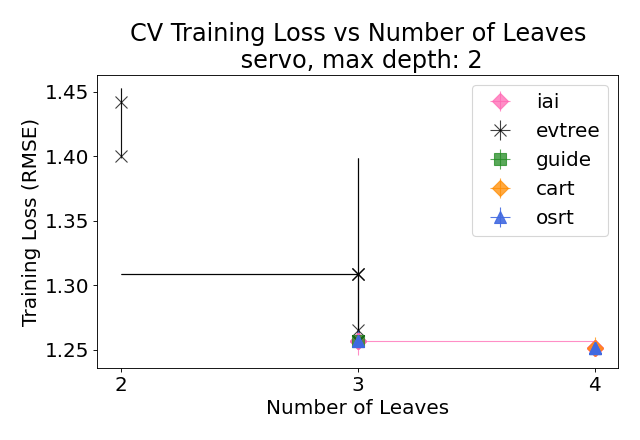 CV Training Loss vs Number of Leaves
servo, max depth: 2
Training Loss (RMSE)
1.45
1.40
1.35
1.30
1.25
2
3
4
Number of Leaves
iai
evtree
guide
cart
osrt